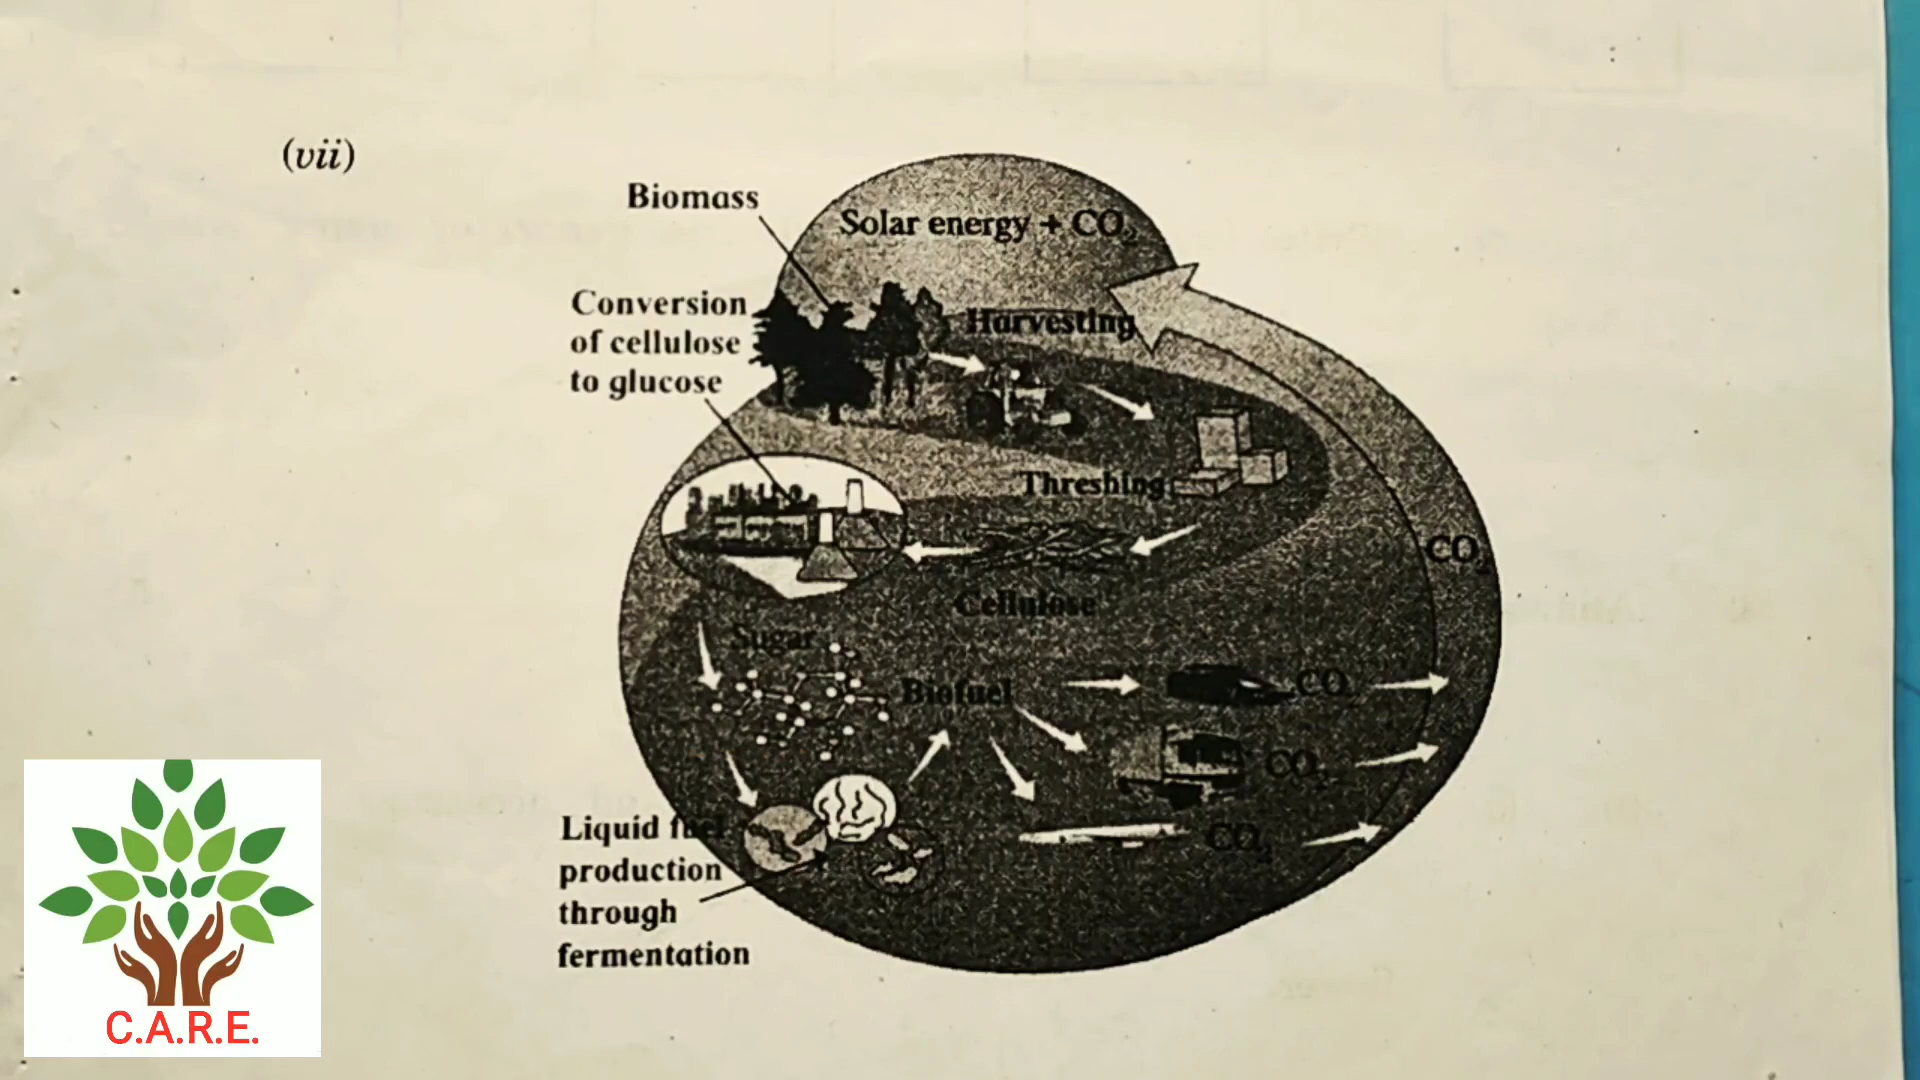 (vii)
Biomass
Solar energy + CO₂
Conversion
of cellulose
to glucose
Harvesting
Threshing
CO₂
Cellulose
Sugar
Biofuel
CO₂
CO₂
CO₂
Liquid fuel
production
through
fermentation
C.A.R.E.